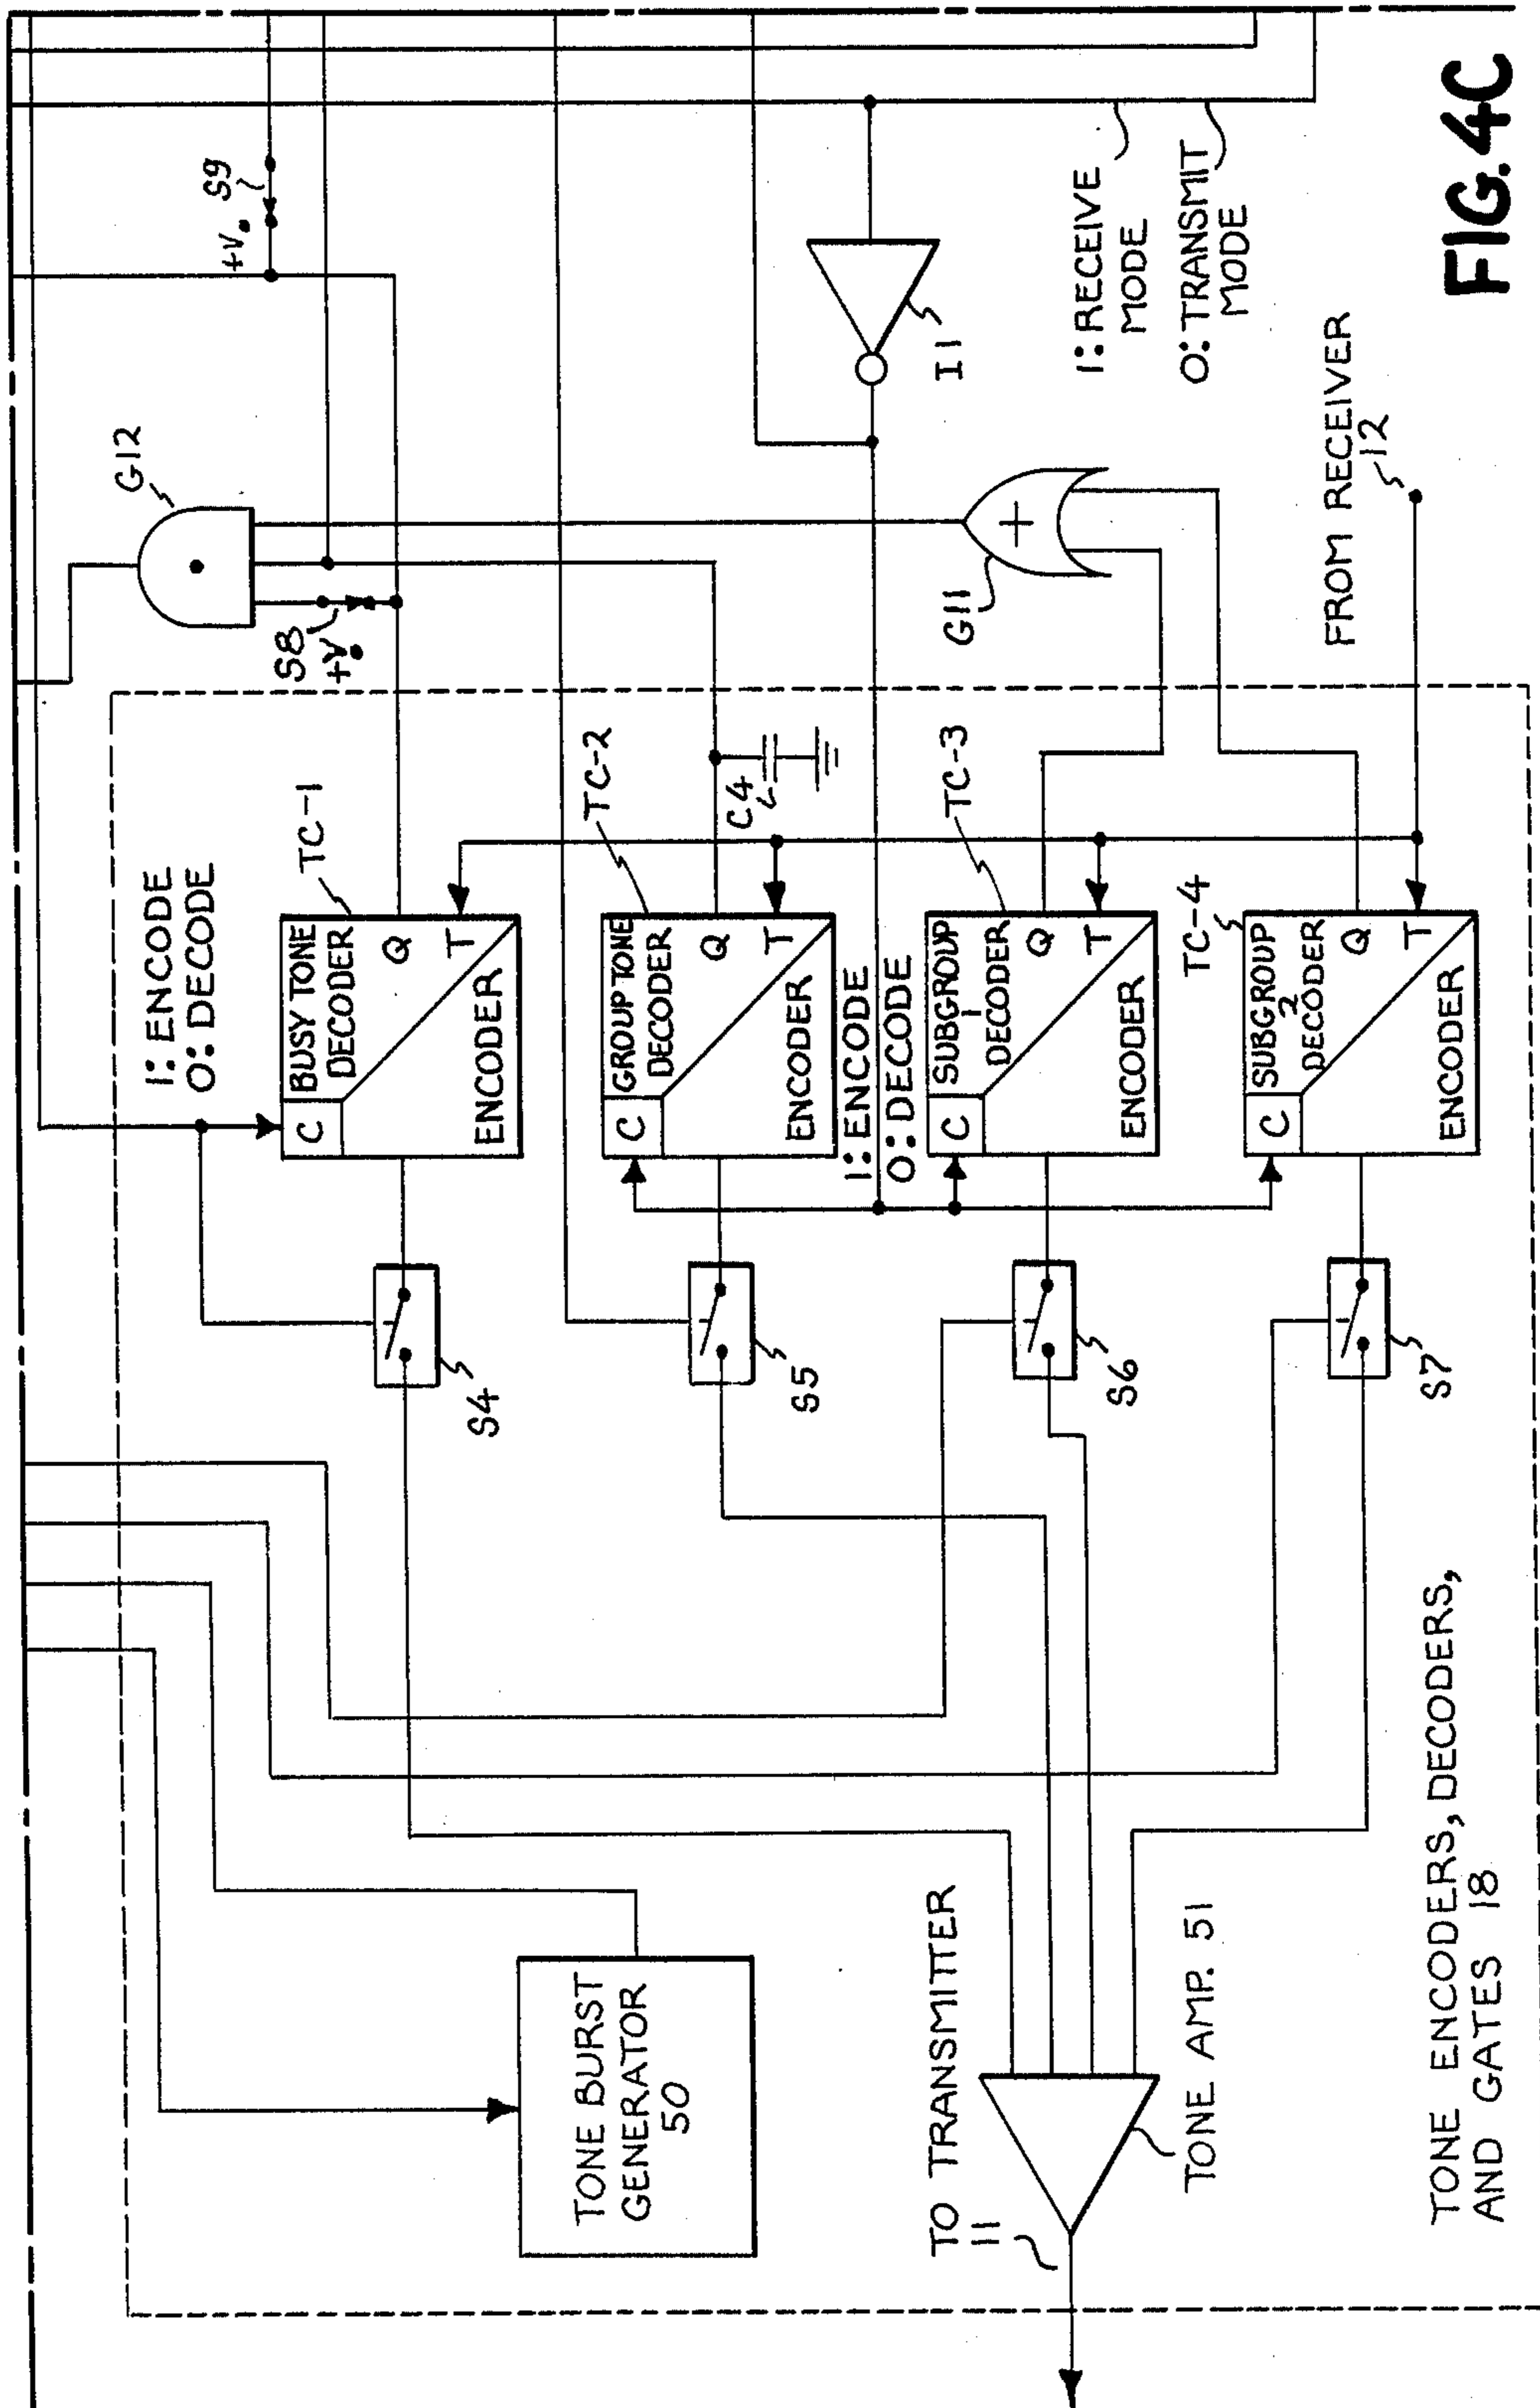 FIG. 4C
G12
S8
+V
+V
S9
1: ENCODE
0: DECODE
TC-1
BUSY TONE
DECODER
Q
T
C
ENCODER
S4
TC-2
C4
GROUP TONE
DECODER
Q
T
C
ENCODER
S5
I1
1: RECEIVE
MODE
0: TRANSMIT
MODE
G11
+
1: ENCODE
0: DECODE
TC-3
SUBGROUP
1
DECODER
Q
T
C
ENCODER
S6
FROM RECEIVER
12
TC-4
SUBGROUP
2
DECODER
Q
T
C
ENCODER
S7
TONE BURST
GENERATOR
50
TO TRANSMITTER
11
TONE AMP. 51
TONE ENCODERS, DECODERS,
AND GATES 18